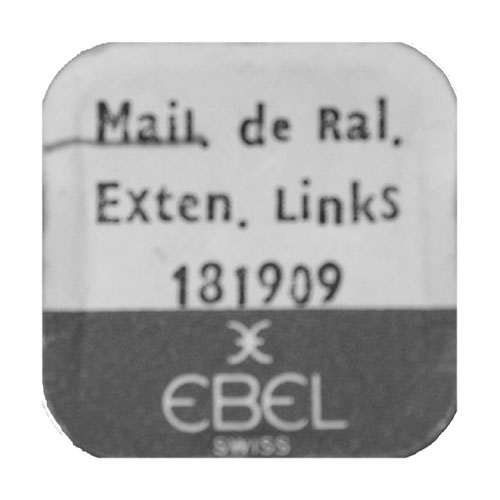 Mail. de Ral.
Exten. Links
181909
EBEL
SWISS